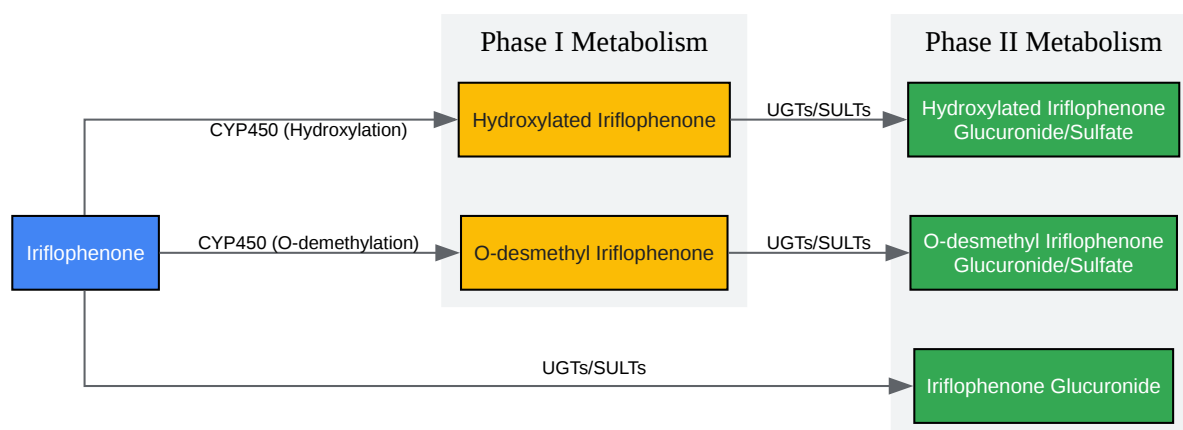 Phase I Metabolism
Phase II Metabolism
CYP450 (Hydroxylation)
Hydroxylated Iriflophenone
UGTs/SULTs
Hydroxylated Iriflophenone
Glucuronide/Sulfate
Iriflophenone
CYP450 (O-demethylation)
O-desmethyl Iriflophenone
UGTs/SULTs
O-desmethyl Iriflophenone
Glucuronide/Sulfate
UGTs/SULTs
Iriflophenone Glucuronide